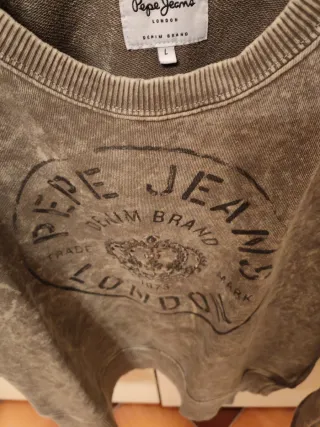 Pepe Jeans
LONDON
DENIM BRAND
L
PEPE JEANS
DENIM BRAND
TRADE MARK
1973
LONDON